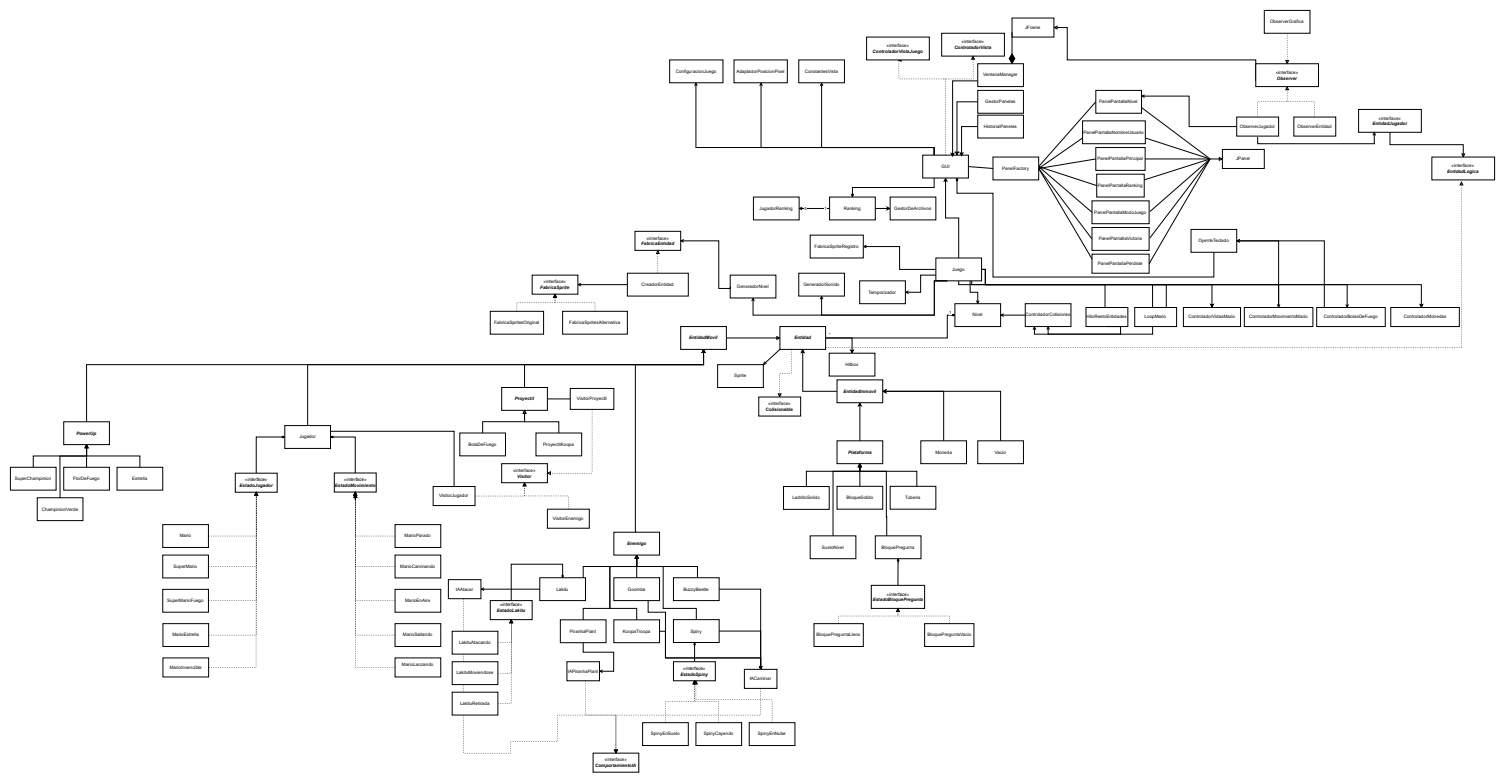 ObserverGrafica
JFrame
«interface»
ControladorVistaJuego
«interface»
ControladorVista
ConfiguracionJuego
AdaptadorPosicionPixel
ConstantesVista
VentanaManager
«interface»
Observer
GestorPaneles
PanelPantallaNivel
HistorialPaneles
ObserverJugador
ObserverEntidad
«interface»
EntidadJugador
PanelPantallaNombreUsuario
GUI
PanelFactory
PanelPantallaPrincipal
JPanel
«interface»
EntidadLogica
PanelPantallaRanking
JugadorRanking
Ranking
GestorDeArchivos
PanelPantallaModoJuego
«interface»
FabricaEntidad
FabricaSpriteRegistro
PanelPantallaVictoria
OyenteTeclado
PanelPantallaPerdiste
Juego
«interface»
FabricaSprite
CreadorEntidad
GeneradorNivel
GeneradorSonido
Temporizador
FabricaSpritesOriginal
FabricaSpritesAlternativa
1
Nivel
ControladorColisiones
HiloRestoEntidades
LoopMario
ControladorVidasMario
ControladorMovimientoMario
ControladorBolasDeFuego
ControladorMonedas
EntidadMovil
Entidad
Sprite
Hitbox
EntidadInmovil
«interface»
Colisionable
Proyectil
VisitorProyectil
PowerUp
Jugador
BolaDeFuego
ProyectilKoopa
Plataforma
Moneda
Vacio
SuperChampinion
FlorDeFuego
Estrella
«interface»
EstadoJugador
«interface»
EstadoMovimiento
«interface»
Visitor
ChampinionVerde
VisitorJugador
LadrilloSolido
BloqueSolido
Tuberia
VisitorEnemigo
Mario
MarioParado
Enemigo
SueloNivel
BloquePregunta
SuperMario
MarioCaminando
IAAtacar
Lakitu
Goomba
BuzzyBeetle
SuperMarioFuego
MarioEnAire
«interface»
EstadoLakitu
«interface»
EstadoBloquePregunta
MarioEstrella
MarioSaltando
LakituAtacando
PiranhaPlant
KoopaTroopa
Spiny
BloquePreguntaLleno
BloquePreguntaVacio
MarioInvencible
MarioLanzando
LakituMoviendose
IAPiranhaPlant
«interface»
EstadoSpiny
IACaminar
LakituRetirada
SpinyEnSuelo
SpinyCayendo
SpinyEnNube
«interface»
ComportamientoIA